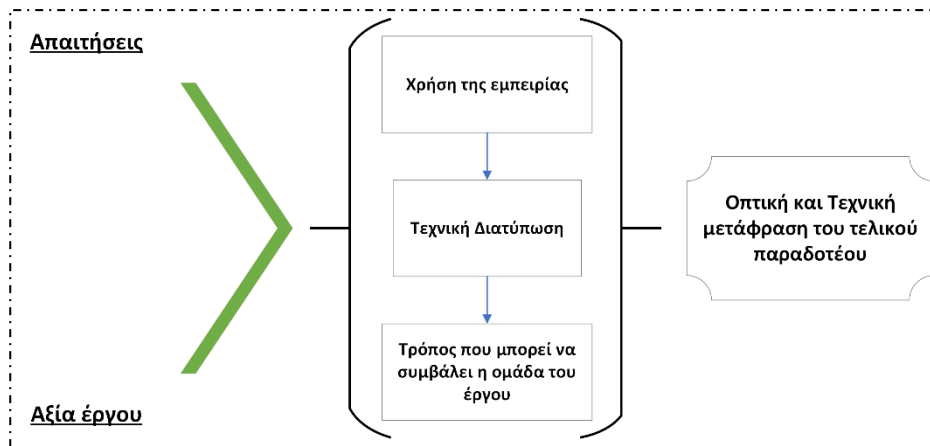 Απαιτήσεις
Χρήση της εμπειρίας
Τεχνική Διατύπωση
Τρόπος που μπορεί να
συμβάλει η ομάδα του
έργου
Οπτική και Τεχνική
μετάφραση του τελικού
παραδοτέου
Αξία έργου